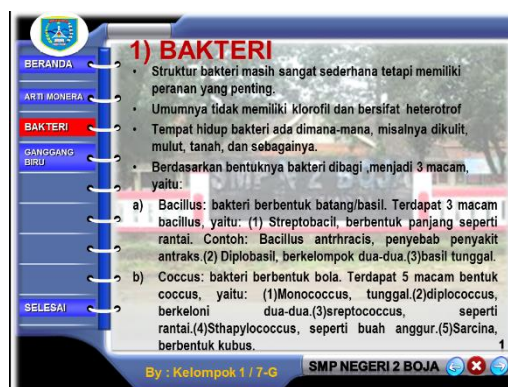 BERANDA
ARTI MONERA
BAKTERI
GANGGANG
BIRU
SELESAI
1) BAKTERI
• Struktur bakteri masih sangat sederhana tetapi memiliki
peranan yang penting.
• Umumnya tidak memiliki klorofil dan bersifat heterotrof
• Tempat hidup bakteri ada dimana-mana, misalnya dikulit,
mulut, tanah, dan sebagainya.
• Berdasarkan bentuknya bakteri dibagi ,menjadi 3 macam,
yaitu:
a) Bacillus: bakteri berbentuk batang/basil. Terdapat 3 macam
bacillus, yaitu: (1) Streptobacil, berbentuk panjang seperti
rantai. Contoh: Bacillus antrhracis, penyebab penyakit
antraks.(2) Diplobasil, berkelompok dua-dua.(3)basil tunggal.
b) Coccus: bakteri berbentuk bola. Terdapat 5 macam bentuk
coccus, yaitu: (1)Monococcus, tunggal.(2)diplococcus,
berkeloni dua-dua.(3)sreptococcus, seperti
rantai.(4)Sthapylococcus, seperti buah anggur.(5)Sarcina,
berbentuk kubus.
1
By : Kelompok 1 / 7-G
SMP NEGERI 2 BOJA